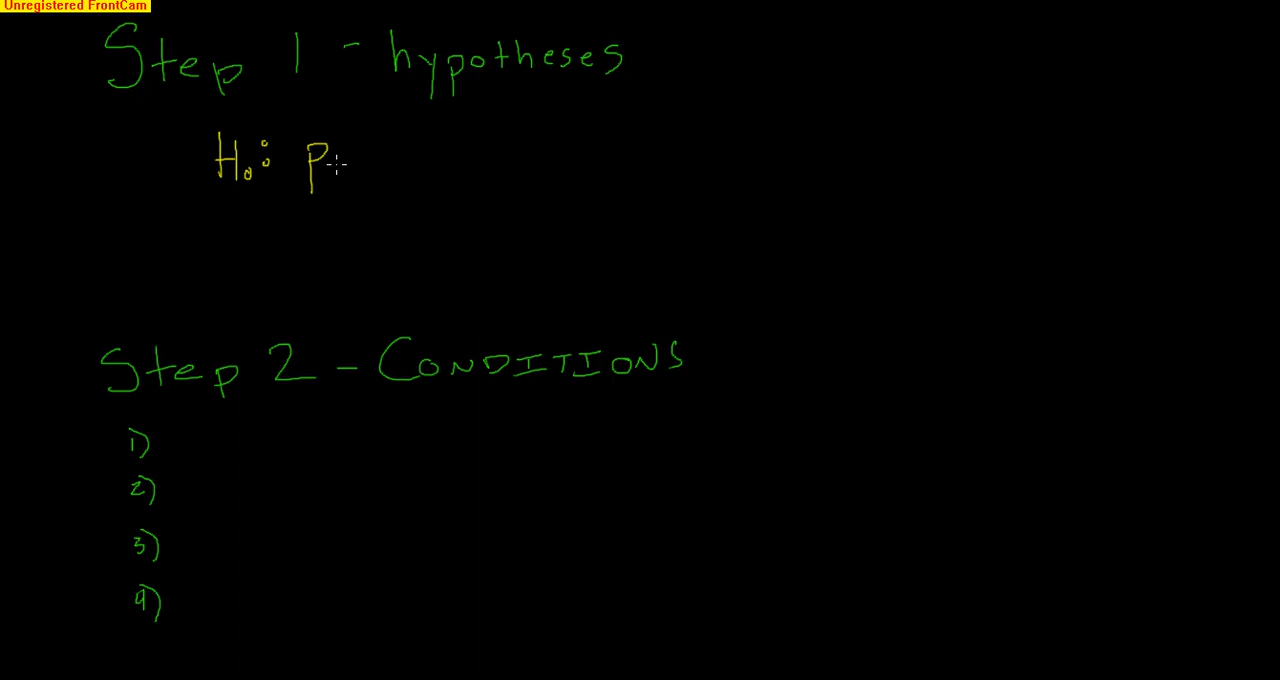 Unregistered FrontCam
Step 1 - hypotheses
H₀: P
Step 2 - CONDITIONS
1)
2)
3)
4)